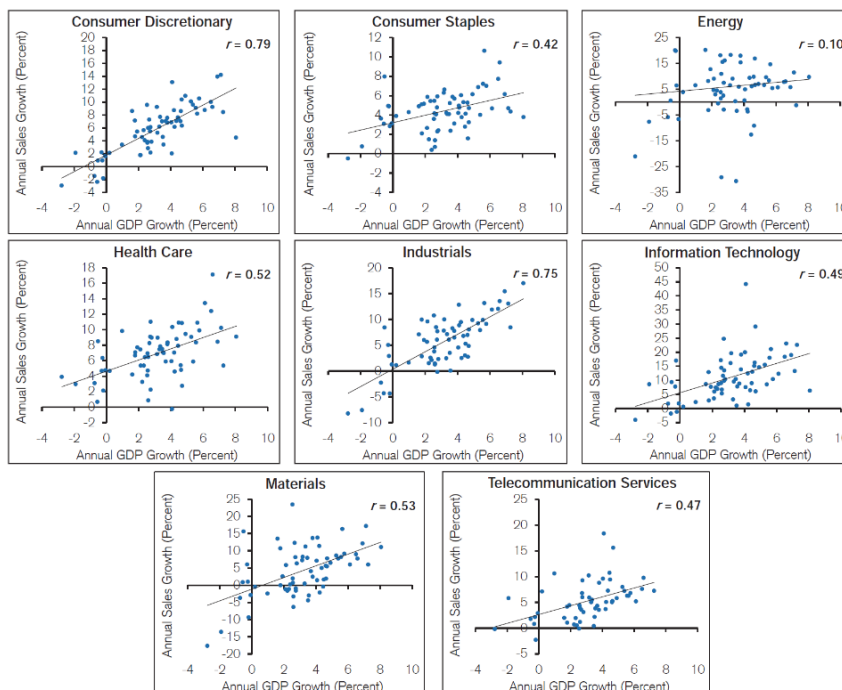 Consumer Discretionary
r = 0.79
Annual Sales Growth (Percent)
20
18
16
14
12
10
8
6
4
2
0
-2
-4
-4 -2 0 2 4 6 8 10
Annual GDP Growth (Percent)
Consumer Staples
r = 0.42
Annual Sales Growth (Percent)
12
10
8
6
4
2
0
-2
-4
-4 -2 0 2 4 6 8 10
Annual GDP Growth (Percent)
Energy
r = 0.10
Annual Sales Growth (Percent)
25
15
5
-5
-15
-25
-35
-4 -2 0 2 4 6 8 10
Annual GDP Growth (Percent)
Health Care
r = 0.52
Annual Sales Growth (Percent)
18
16
14
12
10
8
6
4
2
0
-2
-4 -2 0 2 4 6 8 10
Annual GDP Growth (Percent)
Industrials
r = 0.75
Annual Sales Growth (Percent)
20
15
10
5
0
-5
-10
-4 -2 0 2 4 6 8 10
Annual GDP Growth (Percent)
Information Technology
r = 0.49
Annual Sales Growth (Percent)
50
45
40
35
30
25
20
15
10
5
0
-5
-4 -2 0 2 4 6 8 10
Annual GDP Growth (Percent)
Materials
r = 0.53
Annual Sales Growth (Percent)
25
20
15
10
5
0
-5
-10
-15
-20
-4 -2 0 2 4 6 8 10
Annual GDP Growth (Percent)
Telecommunication Services
r = 0.47
Annual Sales Growth (Percent)
25
20
15
10
5
0
-5
-4 -2 0 2 4 6 8 10
Annual GDP Growth (Percent)